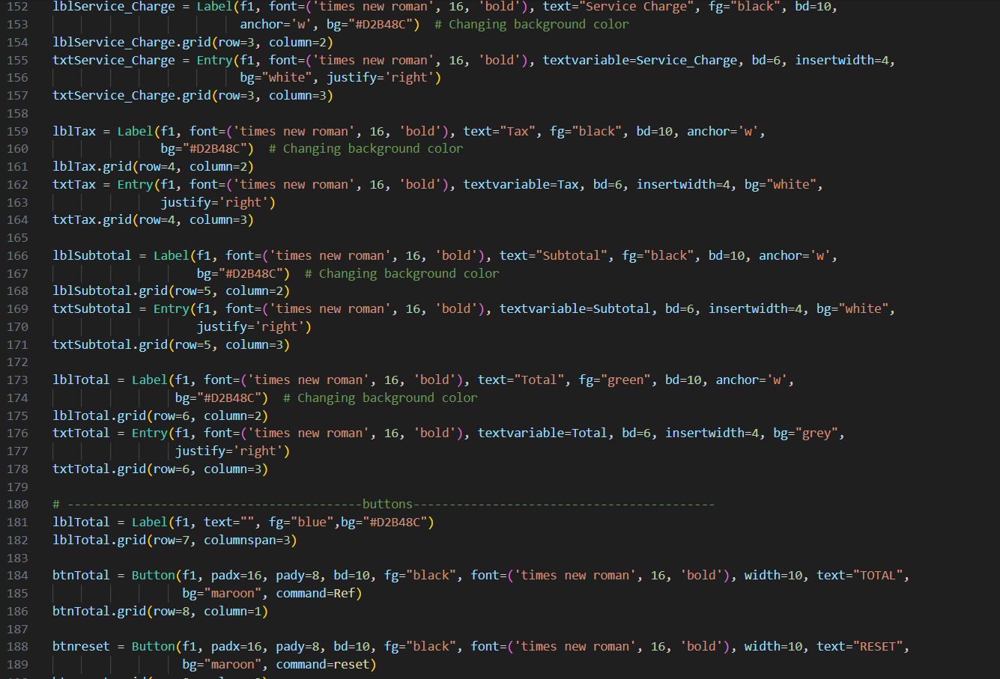 152 lblService_Charge = Label(f1, font=('times new roman', 16, 'bold'), text="Service Charge", fg="black", bd=10,
153 anchor='w', bg="#D2B48C")  # Changing background color
154 lblService_Charge.grid(row=3, column=2)
155 txtService_Charge = Entry(f1, font=('times new roman', 16, 'bold'), textvariable=Service_Charge, bd=6, insertwidth=4,
156 bg="white", justify='right')
157 txtService_Charge.grid(row=3, column=3)
158
159 lblTax = Label(f1, font=('times new roman', 16, 'bold'), text="Tax", fg="black", bd=10, anchor='w',
160 bg="#D2B48C")  # Changing background color
161 lblTax.grid(row=4, column=2)
162 txtTax = Entry(f1, font=('times new roman', 16, 'bold'), textvariable=Tax, bd=6, insertwidth=4, bg="white",
163 justify='right')
164 txtTax.grid(row=4, column=3)
165
166 lblSubtotal = Label(f1, font=('times new roman', 16, 'bold'), text="Subtotal", fg="black", bd=10, anchor='w',
167 bg="#D2B48C")  # Changing background color
168 lblSubtotal.grid(row=5, column=2)
169 txtSubtotal = Entry(f1, font=('times new roman', 16, 'bold'), textvariable=Subtotal, bd=6, insertwidth=4, bg="white",
170 justify='right')
171 txtSubtotal.grid(row=5, column=3)
172
173 lblTotal = Label(f1, font=('times new roman', 16, 'bold'), text="Total", fg="green", bd=10, anchor='w',
174 bg="#D2B48C")  # Changing background color
175 lblTotal.grid(row=6, column=2)
176 txtTotal = Entry(f1, font=('times new roman', 16, 'bold'), textvariable=Total, bd=6, insertwidth=4, bg="grey",
177 justify='right')
178 txtTotal.grid(row=6, column=3)
179
180 # -----------------------------------------buttons------------------------------------------
181 lblTotal = Label(f1, text="", fg="blue",bg="#D2B48C")
182 lblTotal.grid(row=7, columnspan=3)
183
184 btnTotal = Button(f1, padx=16, pady=8, bd=10, fg="black", font=('times new roman', 16, 'bold'), width=10, text="TOTAL",
185 bg="maroon", command=Ref)
186 btnTotal.grid(row=8, column=1)
187
188 btnreset = Button(f1, padx=16, pady=8, bd=10, fg="black", font=('times new roman', 16, 'bold'), width=10, text="RESET",
189 bg="maroon", command=reset)